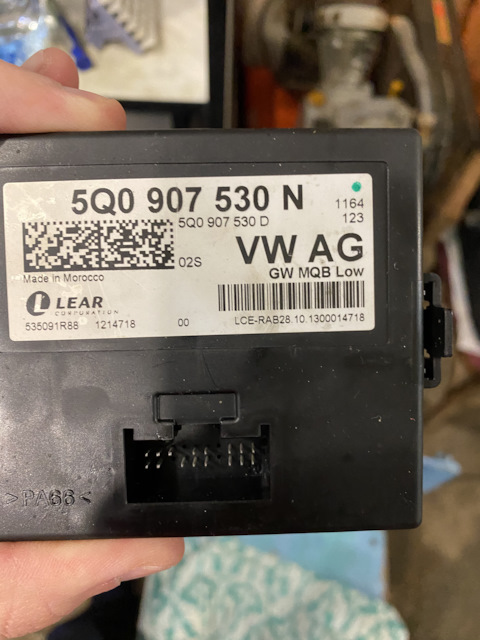 5Q0 907 530 N
1164
5Q0 907 530 D
123
02S
VW AG
GW MQB Low
Made in Morocco
LEAR
CORPORATION
535091R88 1214718 00 LCE-RAB28.10.1300014718
>PA66<